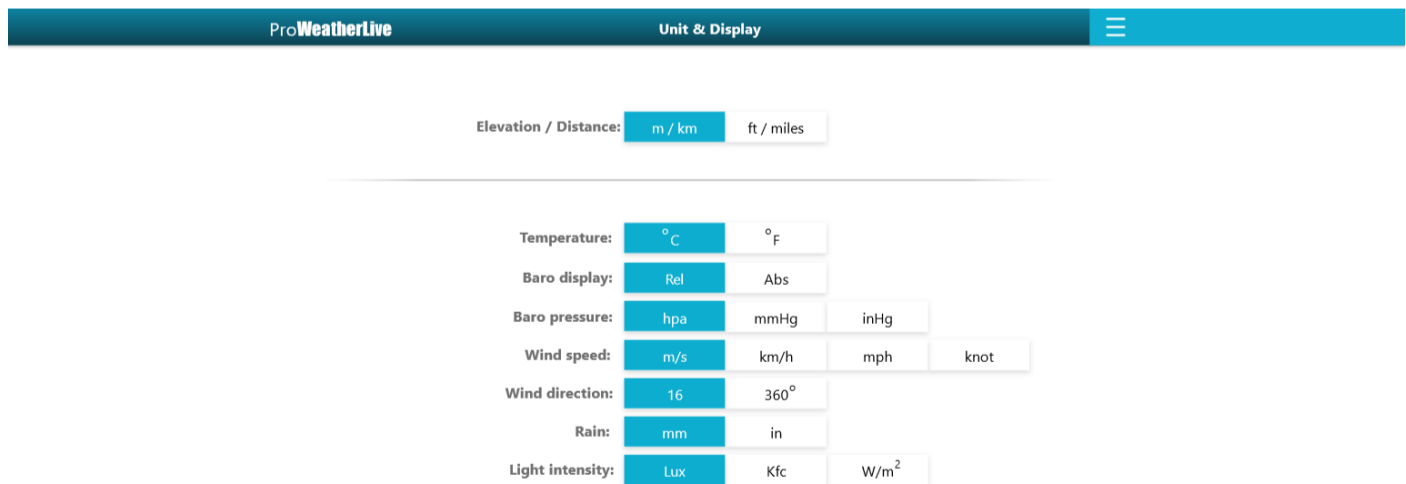 ProWeatherLive Unit & Display
Elevation / Distance: m / km ft / miles
Temperature: °C °F
Baro display: Rel Abs
Baro pressure: hpa mmHg inHg
Wind speed: m/s km/h mph knot
Wind direction: 16 360°
Rain: mm in
Light intensity: Lux Kfc W/m²